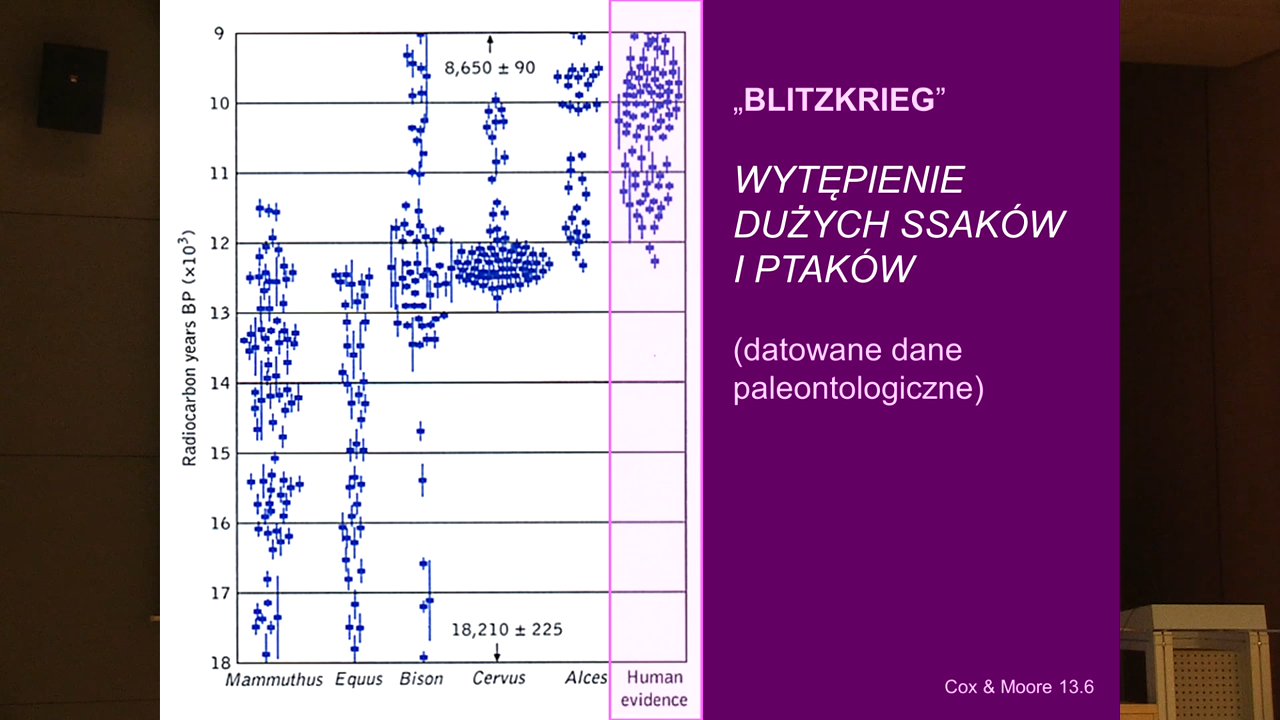 9
10
11
12
13
14
15
16
17
18
Radiocarbon years BP (×10³)
8,650 ± 90
18,210 ± 225
Mammuthus Equus Bison Cervus Alces Human
evidence
„BLITZKRIEG”
WYTĘPIENIE
DUŻYCH SSAKÓW
I PTAKÓW
(datowane dane
paleontologiczne)
Cox & Moore 13.6